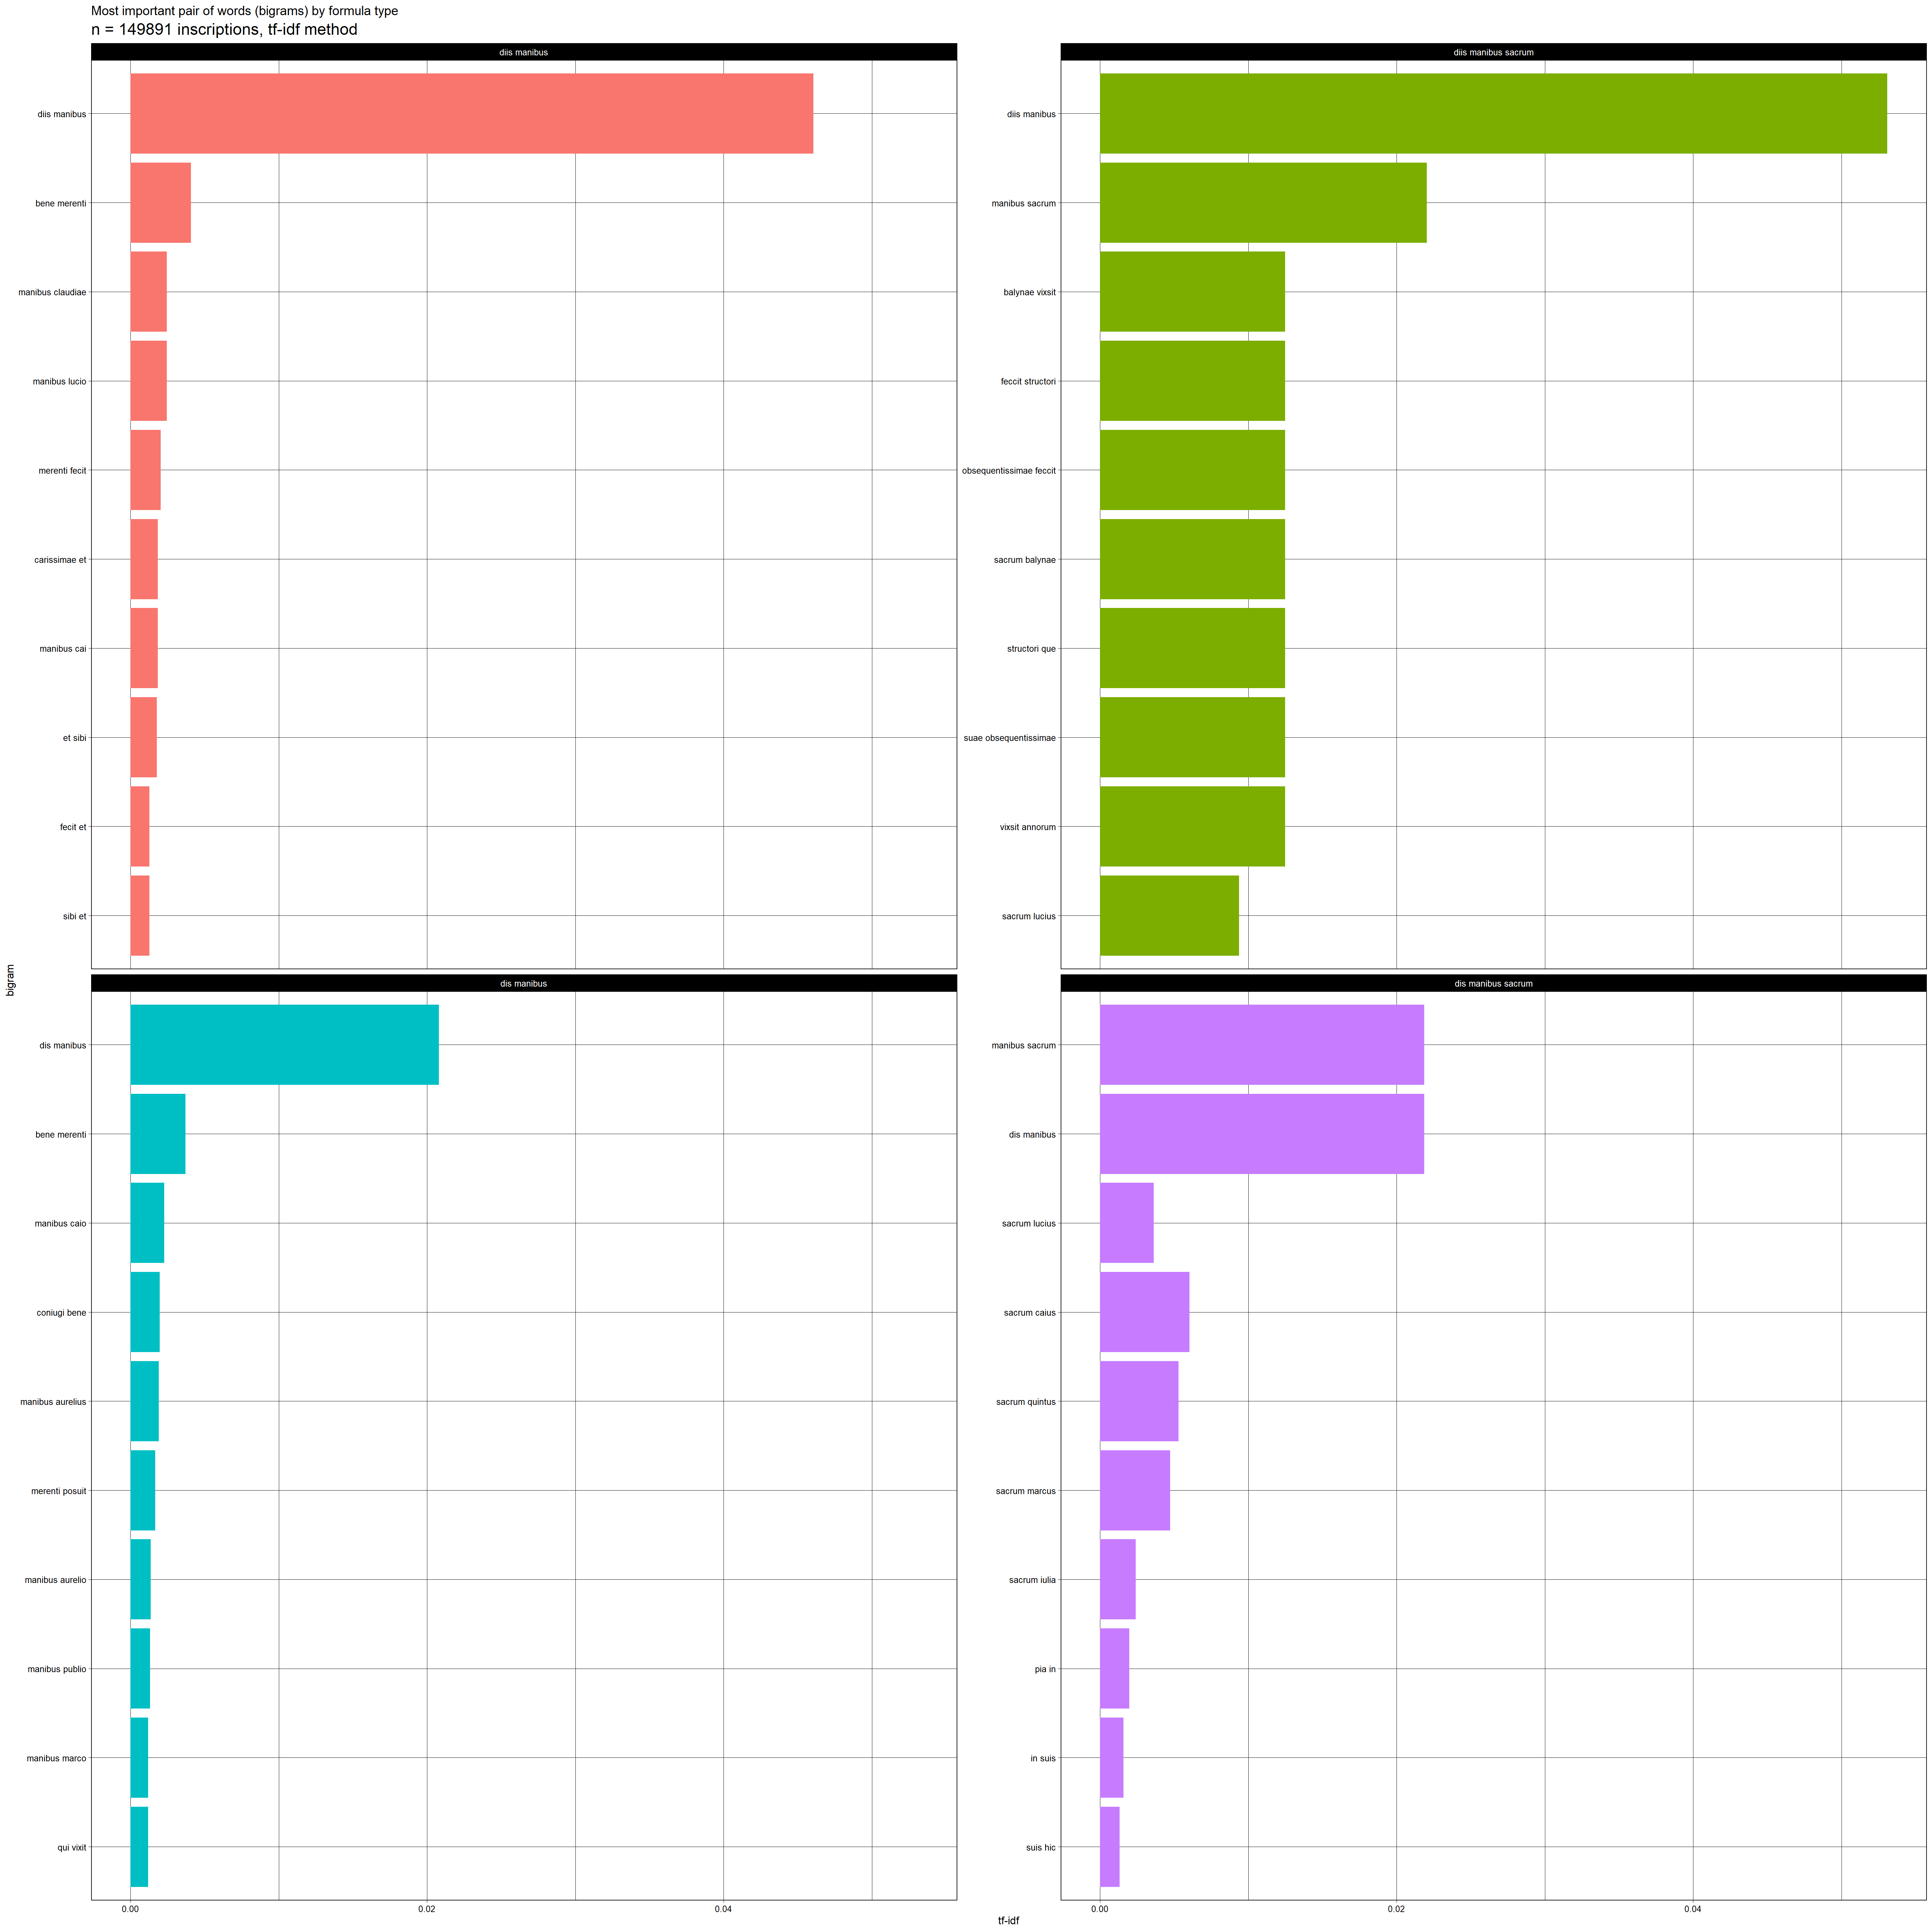 Most important pair of words (bigrams) by formula type
n = 149891 inscriptions, tf-idf method
diis manibus
diis manibus
bene merenti
manibus claudiae
manibus lucio
merenti fecit
carissimae et
manibus cai
et sibi
fecit et
sibi et
diis manibus sacrum
diis manibus
manibus sacrum
balynae vixsit
feccit structori
obsequentissimae feccit
sacrum balynae
structori que
suae obsequentissimae
vixsit annorum
sacrum lucius
bigram
dis manibus
dis manibus
bene merenti
manibus caio
coniugi bene
manibus aurelius
merenti posuit
manibus aurelio
manibus publio
manibus marco
qui vixit
0.00 0.02 0.04
dis manibus sacrum
manibus sacrum
dis manibus
sacrum lucius
sacrum caius
sacrum quintus
sacrum marcus
sacrum iulia
pia in
in suis
suis hic
0.00 0.02 0.04
tf-idf